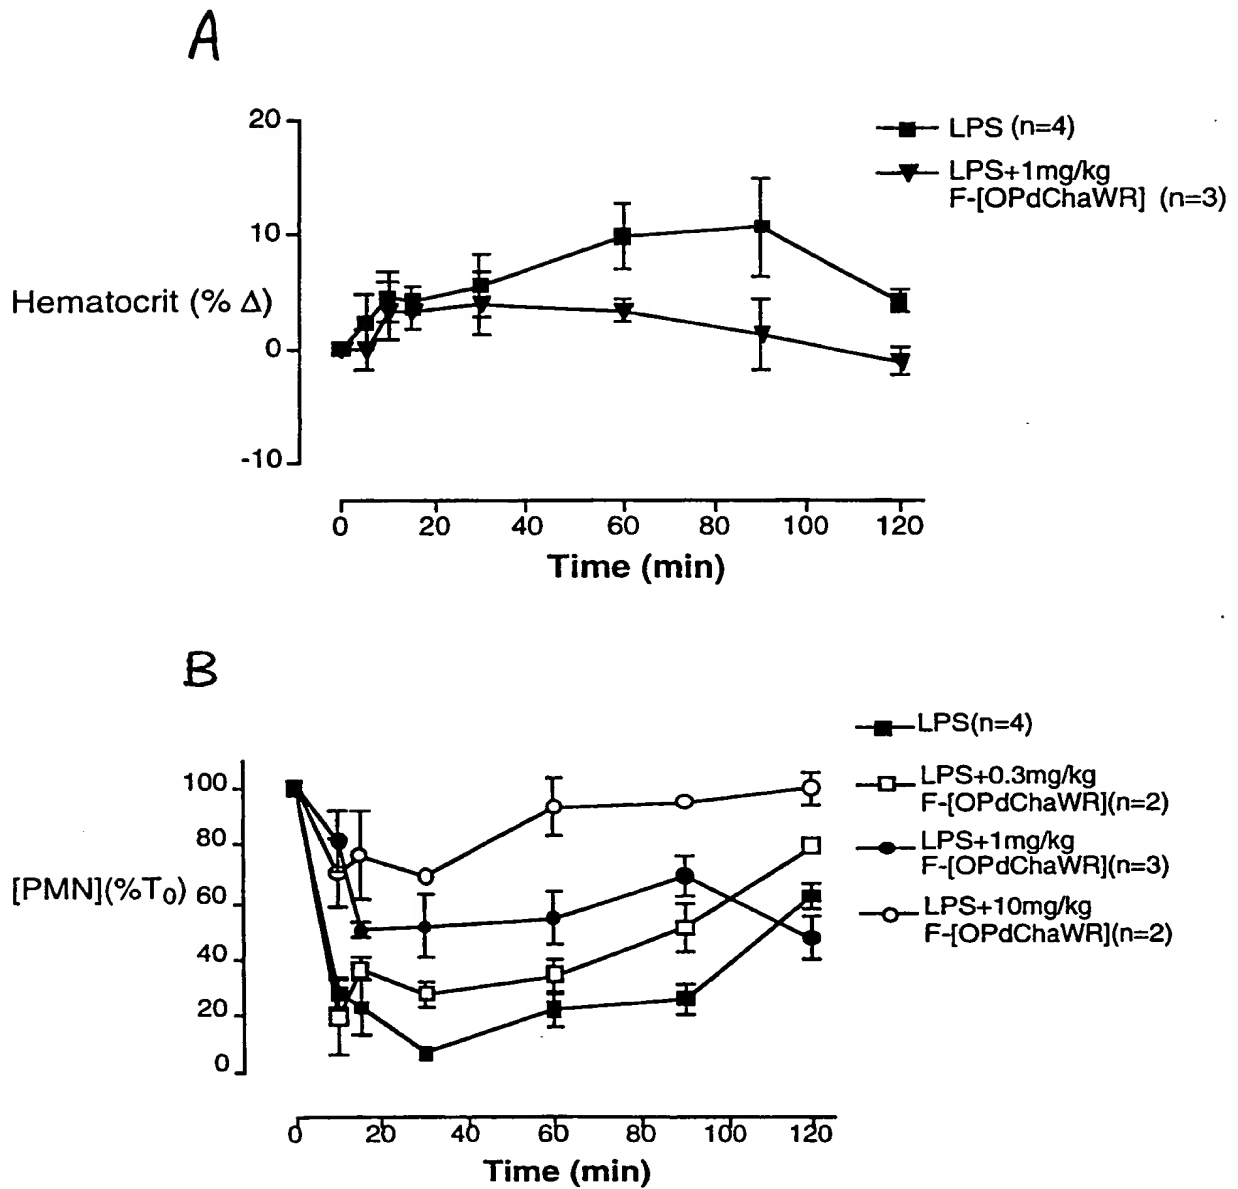 A
20
10
0
-10
Hematocrit (% Δ)
LPS (n=4)
LPS+1mg/kg
F-[OPdChaWR] (n=3)
0 20 40 60 80 100 120
Time (min)
B
100
80
60
40
20
0
[PMN](%T0)
LPS(n=4)
LPS+0.3mg/kg
F-[OPdChaWR](n=2)
LPS+1mg/kg
F-[OPdChaWR](n=3)
LPS+10mg/kg
F-[OPdChaWR](n=2)
0 20 40 60 80 100 120
Time (min)